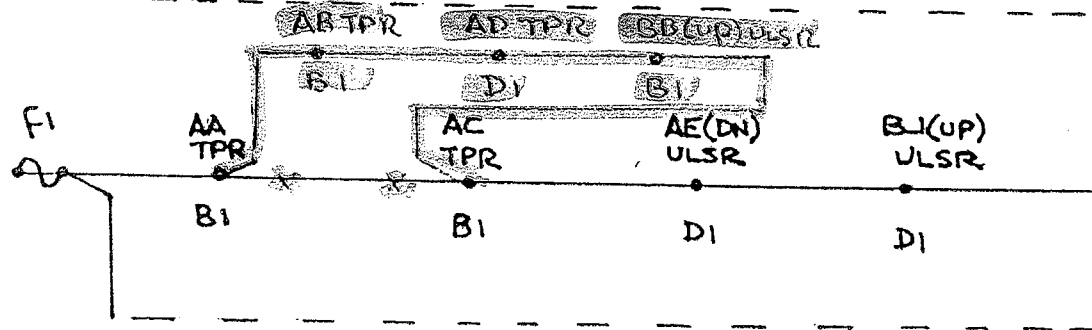 AB TPR AD TPR BB(UP) ULSR
B1 D1 B1
F1
AA TPR
AC TPR
AE(DN) ULSR
BJ(UP) ULSR
B1 B1 D1 D1